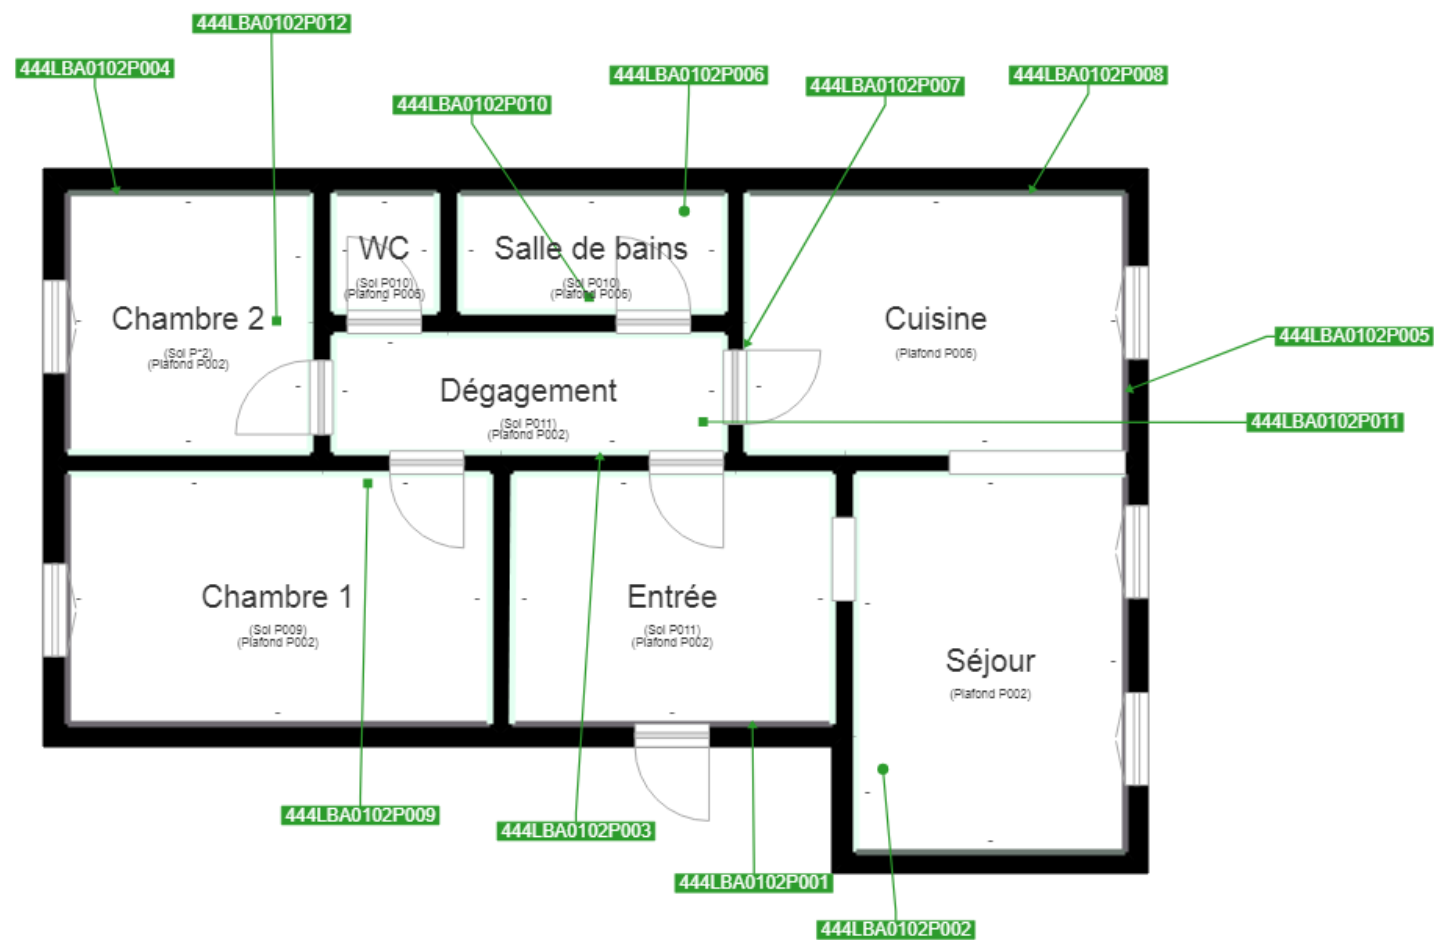 444LBA0102P012
444LBA0102P004
444LBA0102P010
444LBA0102P006
444LBA0102P007
444LBA0102P008
WC
(Sol P010)
(Plafond P006)
Salle de bains
(Sol P010)
(Plafond P006)
Chambre 2
(Sol P*2)
(Plafond P002)
Cuisine
(Plafond P006)
444LBA0102P005
Dégagement
(Sol P011)
(Plafond P002)
444LBA0102P011
Chambre 1
(Sol P009)
(Plafond P002)
Entrée
(Sol P011)
(Plafond P002)
Séjour
(Plafond P002)
444LBA0102P009
444LBA0102P003
444LBA0102P001
444LBA0102P002